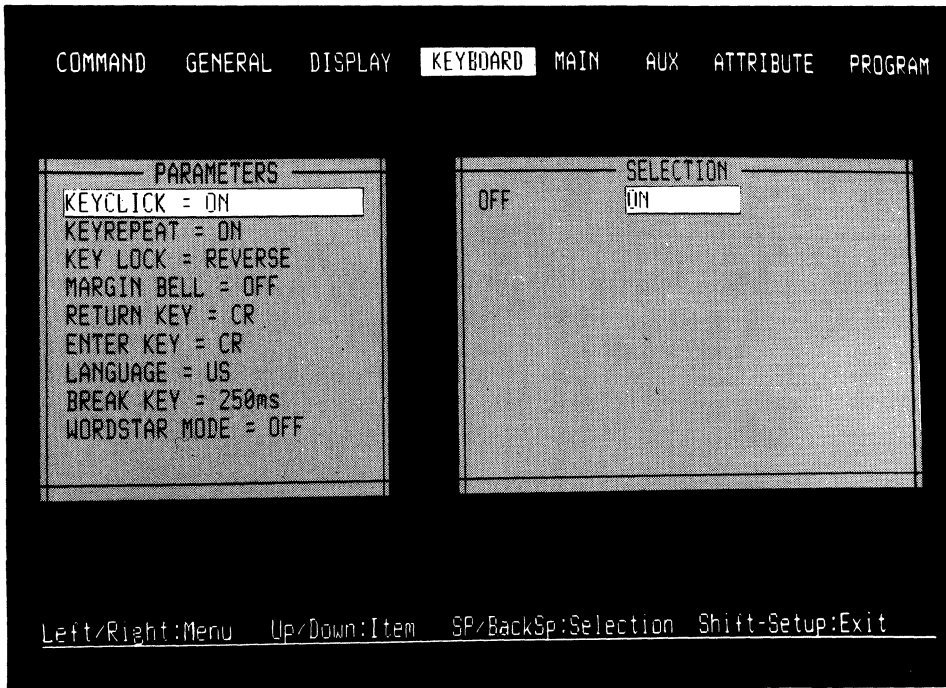 COMMAND GENERAL DISPLAY KEYBOARD MAIN AUX ATTRIBUTE PROGRAM
PARAMETERS
KEYCLICK = ON
KEYREPEAT = ON
KEY LOCK = REVERSE
MARGIN BELL = OFF
RETURN KEY = CR
ENTER KEY = CR
LANGUAGE = US
BREAK KEY = 250ms
WORDSTAR MODE = OFF
SELECTION
OFF ON
Left/Right:Menu Up/Down:Item SP/BackSp:Selection Shift-Setup:Exit